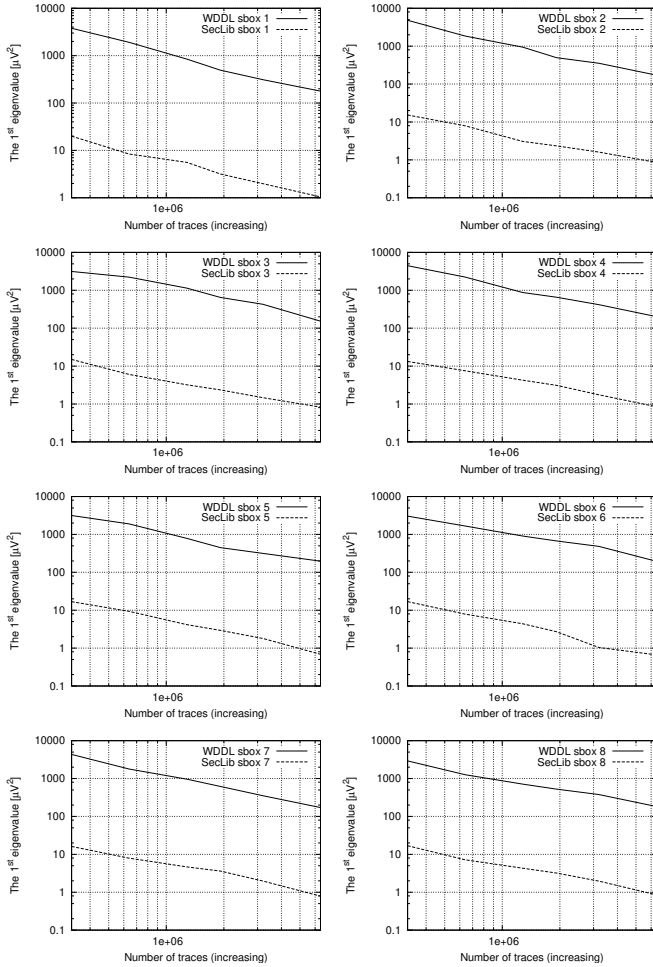 The 1st eigenvalue [µV2]
10000
1000
100
10
1
1e+06
Number of traces (increasing)
WDDL sbox 1
SecLib sbox 1
The 1st eigenvalue [µV2]
10000
1000
100
10
1
0.1
1e+06
Number of traces (increasing)
WDDL sbox 2
SecLib sbox 2
The 1st eigenvalue [µV2]
10000
1000
100
10
1
0.1
1e+06
Number of traces (increasing)
WDDL sbox 3
SecLib sbox 3
The 1st eigenvalue [µV2]
10000
1000
100
10
1
0.1
1e+06
Number of traces (increasing)
WDDL sbox 4
SecLib sbox 4
The 1st eigenvalue [µV2]
10000
1000
100
10
1
0.1
1e+06
Number of traces (increasing)
WDDL sbox 5
SecLib sbox 5
The 1st eigenvalue [µV2]
10000
1000
100
10
1
0.1
1e+06
Number of traces (increasing)
WDDL sbox 6
SecLib sbox 6
The 1st eigenvalue [µV2]
10000
1000
100
10
1
0.1
1e+06
Number of traces (increasing)
WDDL sbox 7
SecLib sbox 7
The 1st eigenvalue [µV2]
10000
1000
100
10
1
0.1
1e+06
Number of traces (increasing)
WDDL sbox 8
SecLib sbox 8